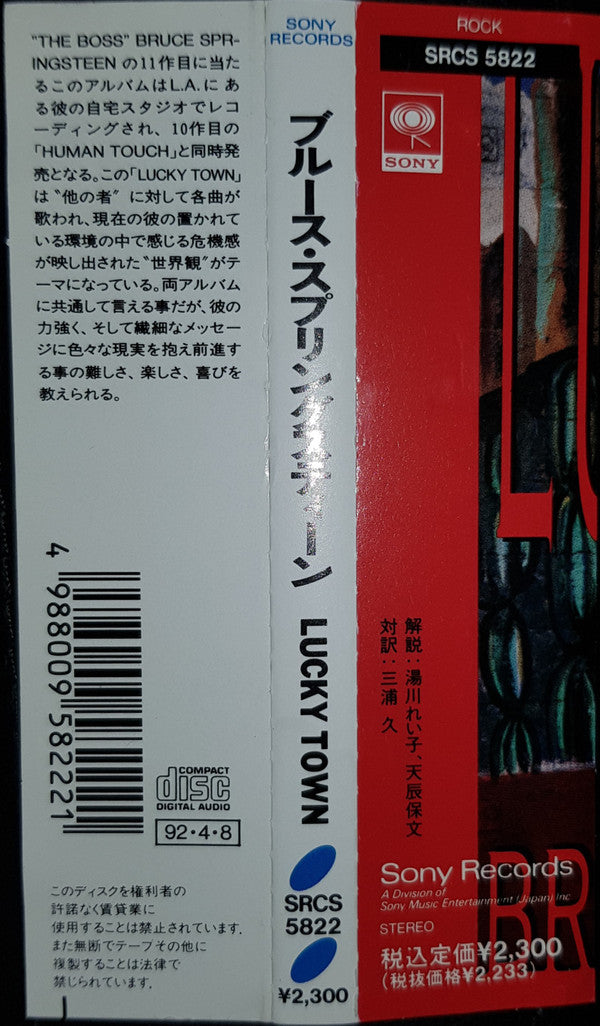 "THE BOSS" BRUCE SPR-
INGSTEEN の11作目に当た
るこのアルバムはL.A.に あ
る彼の自宅スタジオでレコ
ーディングされ、10作目の
「HUMAN TOUCH」と同時発
売となる。この「LUCKY TOWN」
は“他の者”に対して各曲が
歌われ、現在の彼の置かれて
いる環境の中で感じる危機感
が映し出された“世界観”がテ
ーマになっている。両アルバム
に共通して言える事だが、彼の
力強く、そして繊細なメッセー
ジに色々な現実を抱え前進す
る事の難しさ、楽しさ、喜びを
教えられる。
4 988009 582221
COMPACT
disc
DIGITAL AUDIO
92・4・8
このディスクを権利者の
許諾なく賃貸業に
使用することは禁止されています。
また無断でテープその他に
複製することは法律で
禁じられています。
SONY
RECORDS
ブルース・スプリングスティーン
LUCKY TOWN
SRCS
5822
¥2,300
ROCK
SRCS 5822
SONY
解説：湯川れい子、天辰保文
対訳：三浦 久
Sony Records
A Division of
Sony Music Entertainment (Japan) Inc.
STEREO
税込定価¥2,300
(税抜価格¥2,233)
LU
BR